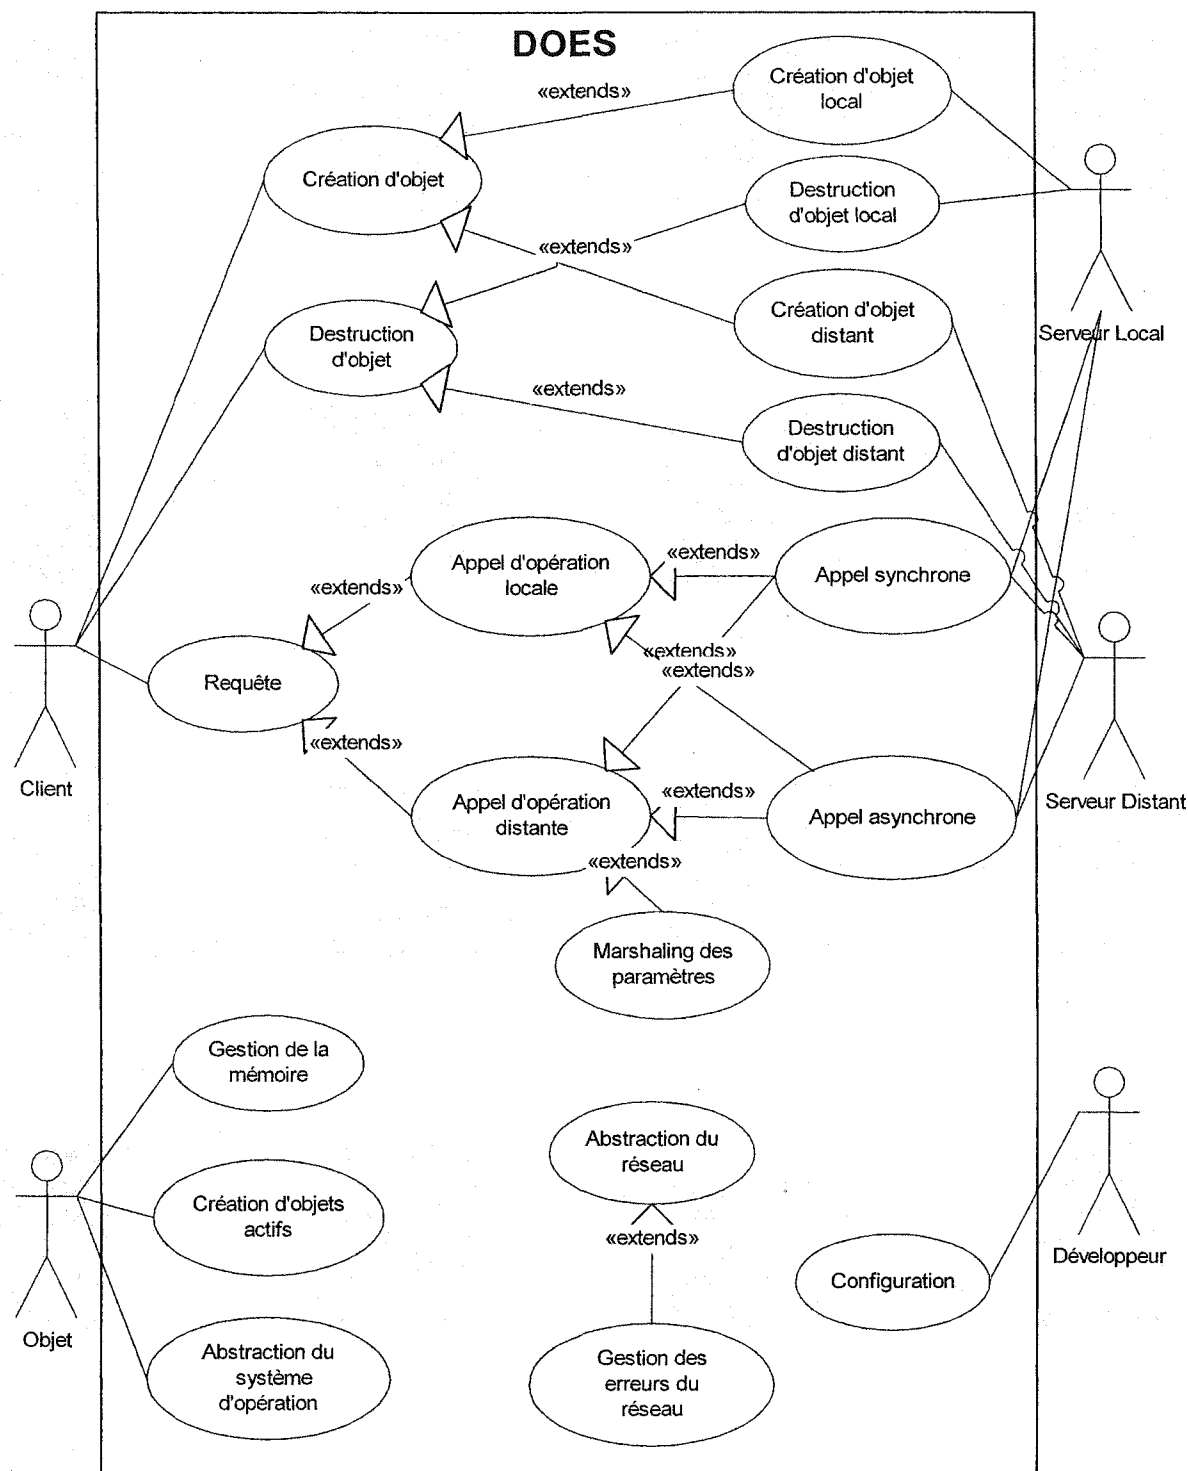 DOES
«extends»
Création d'objet
local
Création d'objet
Destruction
d'objet local
«extends»
Création d'objet
distant
Serveur Local
Destruction
d'objet
«extends»
Destruction
d'objet distant
Appel d'opération
locale
«extends»
Appel synchrone
«extends»
Requête
«extends»
«extends»
«extends»
Client
Appel d'opération
distante
«extends»
Appel asynchrone
Serveur Distant
«extends»
Marshaling des
paramètres
Gestion de la
mémoire
Abstraction du
réseau
Création d'objets
actifs
«extends»
Configuration
Développeur
Objet
Abstraction du
système
d'opération
Gestion des
erreurs du
réseau